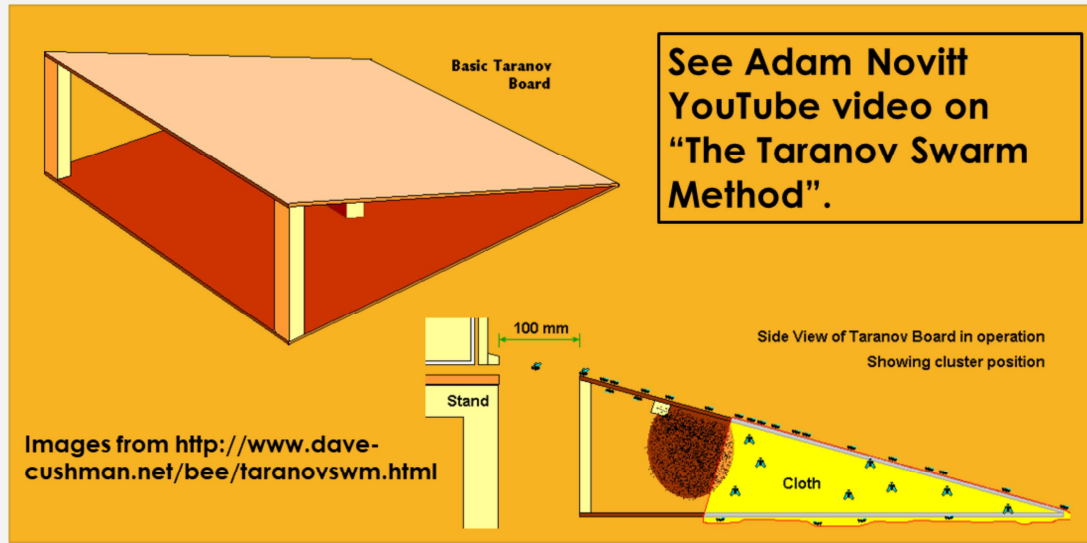 Basic Taranov
Board
See Adam Novitt
YouTube video on
“The Taranov Swarm
Method”.
100 mm
Side View of Taranov Board in operation
Showing cluster position
Stand
Images from http://www.dave-
cushman.net/bee/taranovswm.html
Cloth